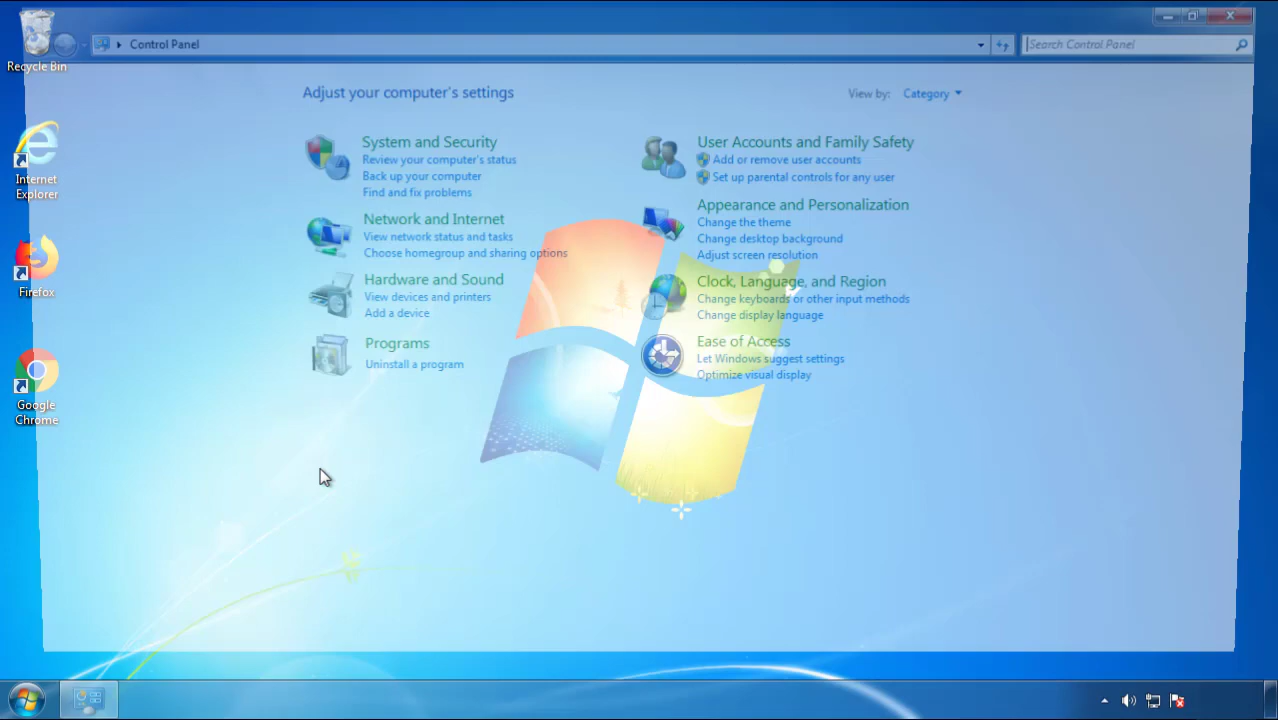 Recycle Bin
Internet Explorer
Firefox
Google Chrome
Control Panel
Search Control Panel
Adjust your computer's settings
View by: Category
System and Security
Review your computer's status
Back up your computer
Find and fix problems
Network and Internet
View network status and tasks
Choose homegroup and sharing options
Hardware and Sound
View devices and printers
Add a device
Programs
Uninstall a program
User Accounts and Family Safety
Add or remove user accounts
Set up parental controls for any user
Appearance and Personalization
Change the theme
Change desktop background
Adjust screen resolution
Clock, Language, and Region
Change keyboards or other input methods
Change display language
Ease of Access
Let Windows suggest settings
Optimize visual display